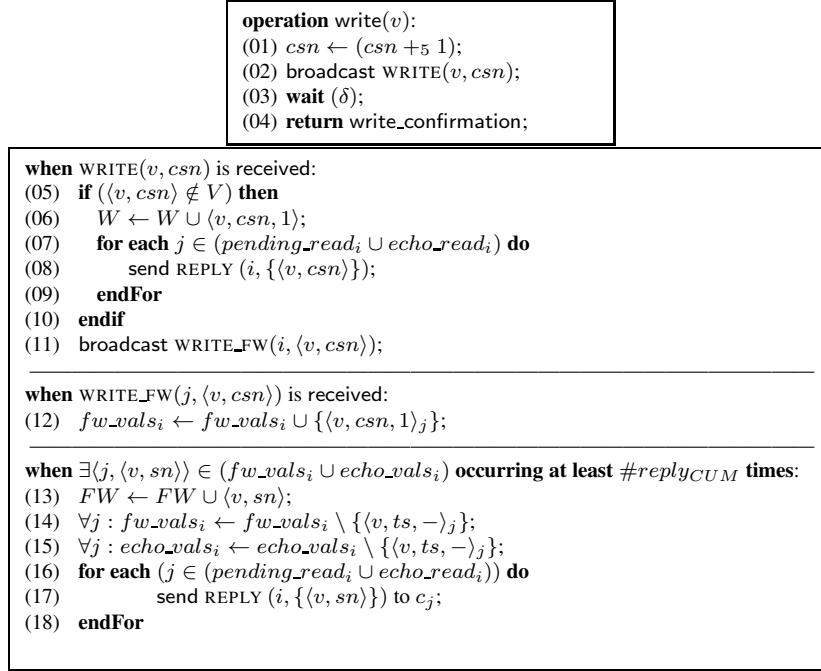 operation write(v):
(01) csn ← (csn +₅ 1);
(02) broadcast WRITE(v, csn);
(03) wait (δ);
(04) return write_confirmation;
when WRITE(v, csn) is received:
(05) if (⟨v, csn⟩ ∉ V) then
(06) W ← W ∪ ⟨v, csn, 1⟩;
(07) for each j ∈ (pending_readᵢ ∪ echo_readᵢ) do
(08) send REPLY (i, {⟨v, csn⟩});
(09) endFor
(10) endif
(11) broadcast WRITE_FW(i, ⟨v, csn⟩);
when WRITE_FW(j, ⟨v, csn⟩) is received:
(12) fw_valsᵢ ← fw_valsᵢ ∪ {⟨v, csn, 1⟩ⱼ};
when ∃⟨j, ⟨v, sn⟩⟩ ∈ (fw_valsᵢ ∪ echo_valsᵢ) occurring at least #reply_CUM times:
(13) FW ← FW ∪ ⟨v, sn⟩;
(14) ∀j : fw_valsᵢ ← fw_valsᵢ \ {⟨v, ts, −⟩ⱼ};
(15) ∀j : echo_valsᵢ ← echo_valsᵢ \ {⟨v, ts, −⟩ⱼ};
(16) for each (j ∈ (pending_readᵢ ∪ echo_readᵢ)) do
(17) send REPLY (i, {⟨v, sn⟩}) to cⱼ;
(18) endFor